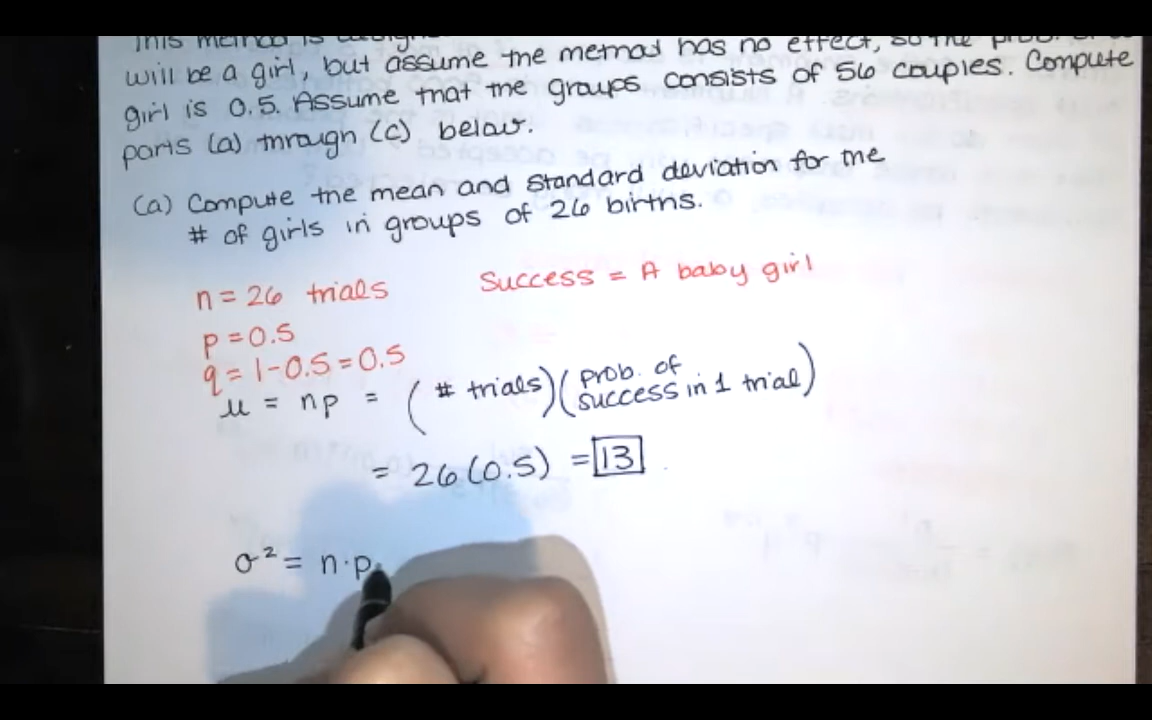 This method is
will be a girl, but assume the method has no effect, so the
girl is 0.5. Assume that the groups consists of 56 couples. Compute
parts (a) through (c) below.
(a) Compute the mean and standard deviation for the
# of girls in groups of 26 births.
n = 26 trials Success = A baby girl
p = 0.5
q = 1 - 0.5 = 0.5
μ = np = (# trials)(prob. of success in 1 trial)
= 26(0.5) = 13
σ² = n·p